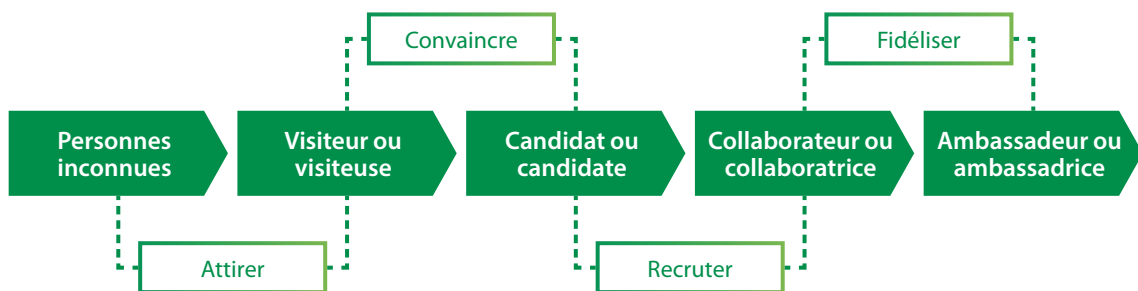 Convaincre
Fidéliser
Personnes
inconnues
Visiteur ou
visiteuse
Candidat ou
candidate
Collaborateur ou
collaboratrice
Ambassadeur ou
ambassadrice
Attirer
Recruter